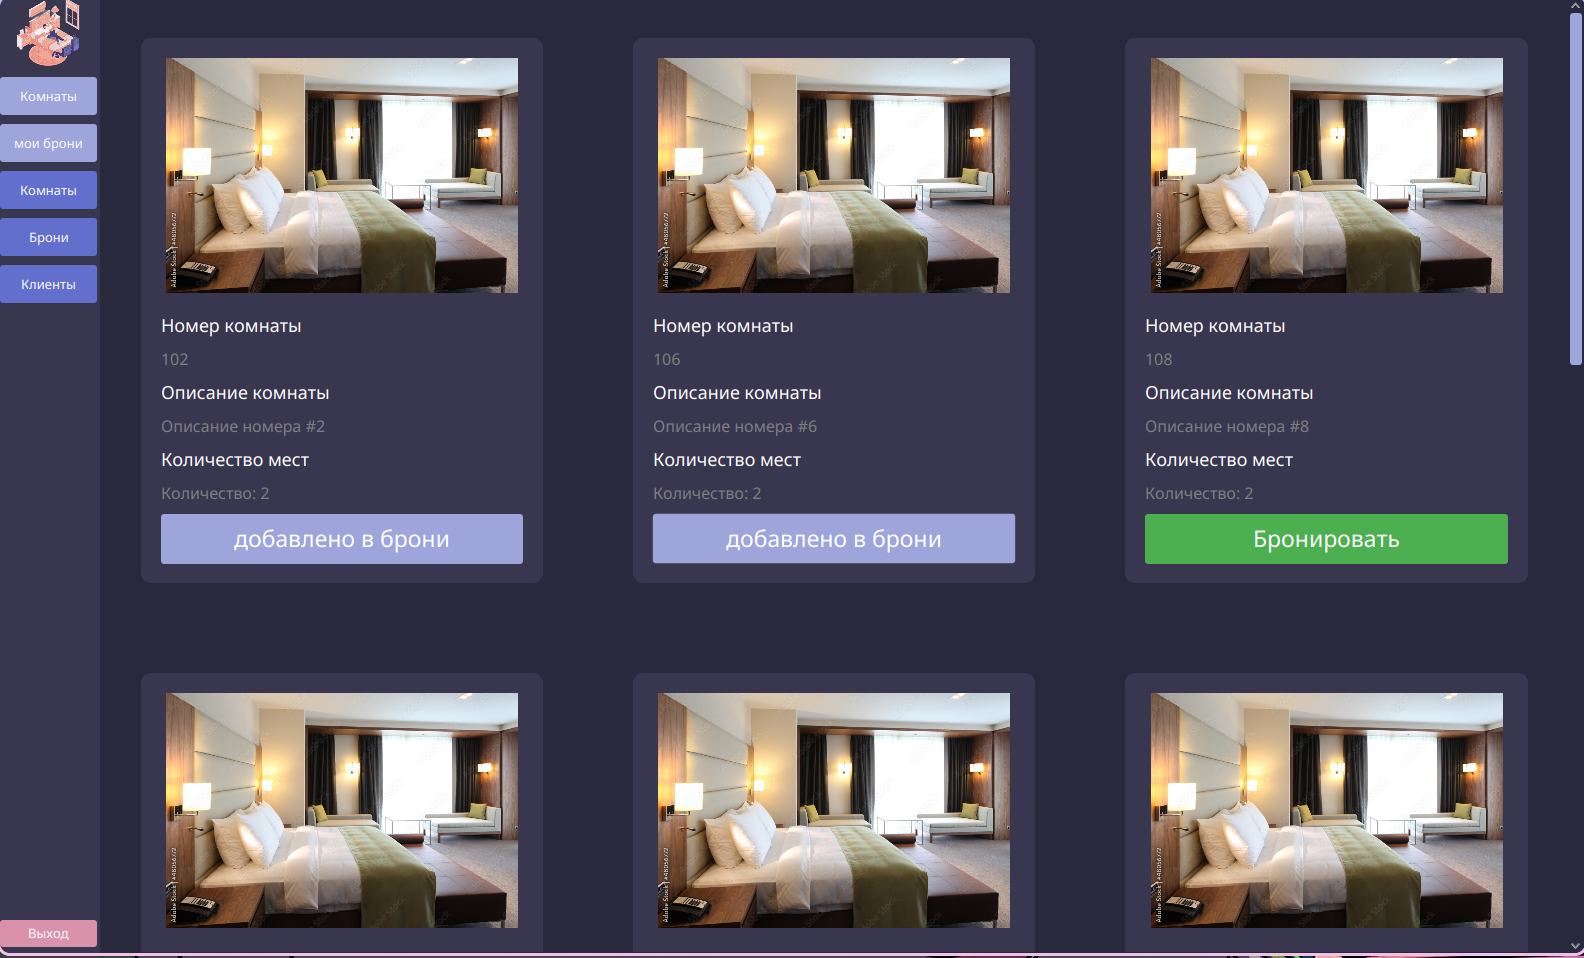 Комнаты
мои брони
Комнаты
Брони
Клиенты
Выход
Номер комнаты
102
Описание комнаты
Описание номера #2
Количество мест
Количество: 2
добавлено в брони
Номер комнаты
106
Описание комнаты
Описание номера #6
Количество мест
Количество: 2
добавлено в брони
Номер комнаты
108
Описание комнаты
Описание номера #8
Количество мест
Количество: 2
Бронировать